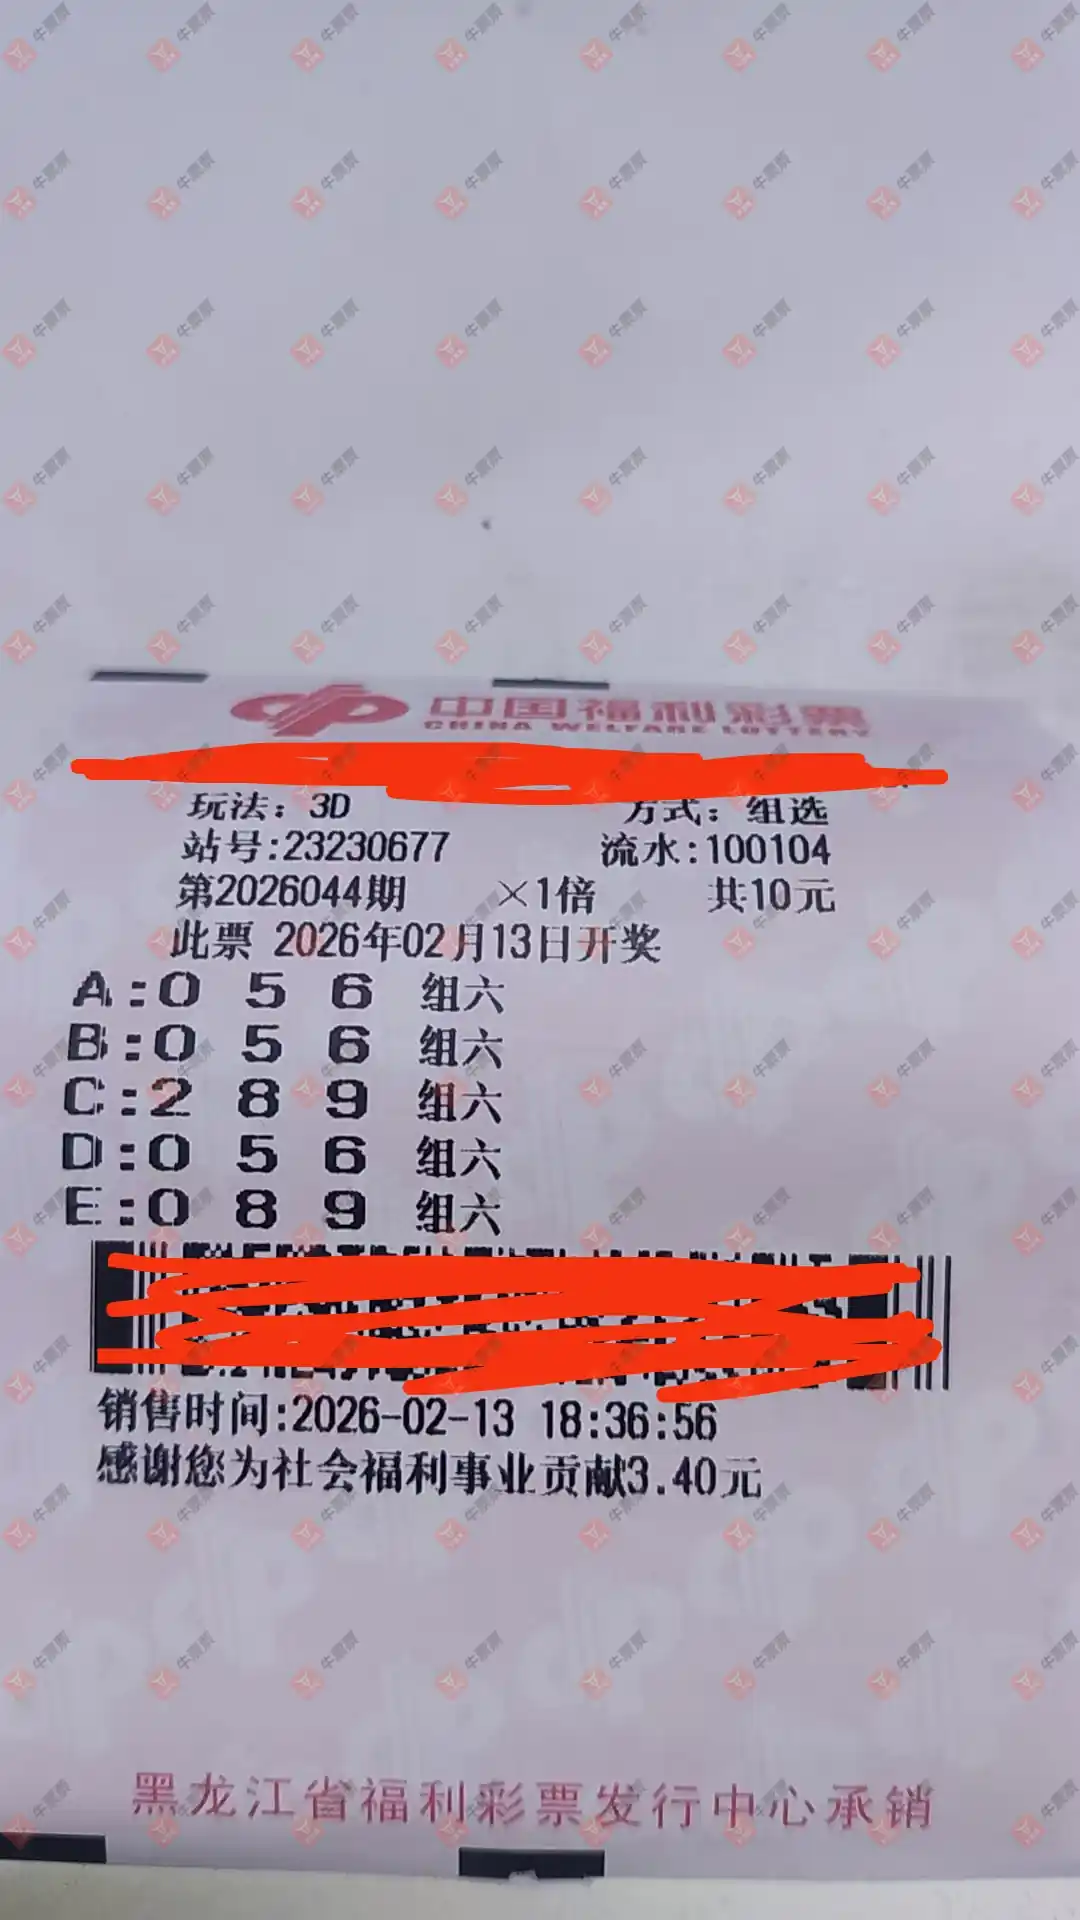 中国福利彩票
CHINA WELFARE LOTTERY
玩法：3D 方式：组选
站号:23230677 流水:100104
第2026044期 ×1倍 共10元
此票 2026年02月13日开奖
A:0 5 6 组六
B:0 5 6 组六
C:2 8 9 组六
D:0 5 6 组六
E:0 8 9 组六
销售时间:2026-02-13 18:36:56
感谢您为社会福利事业贡献3.40元
黑龙江省福利彩票发行中心承销
牛票票